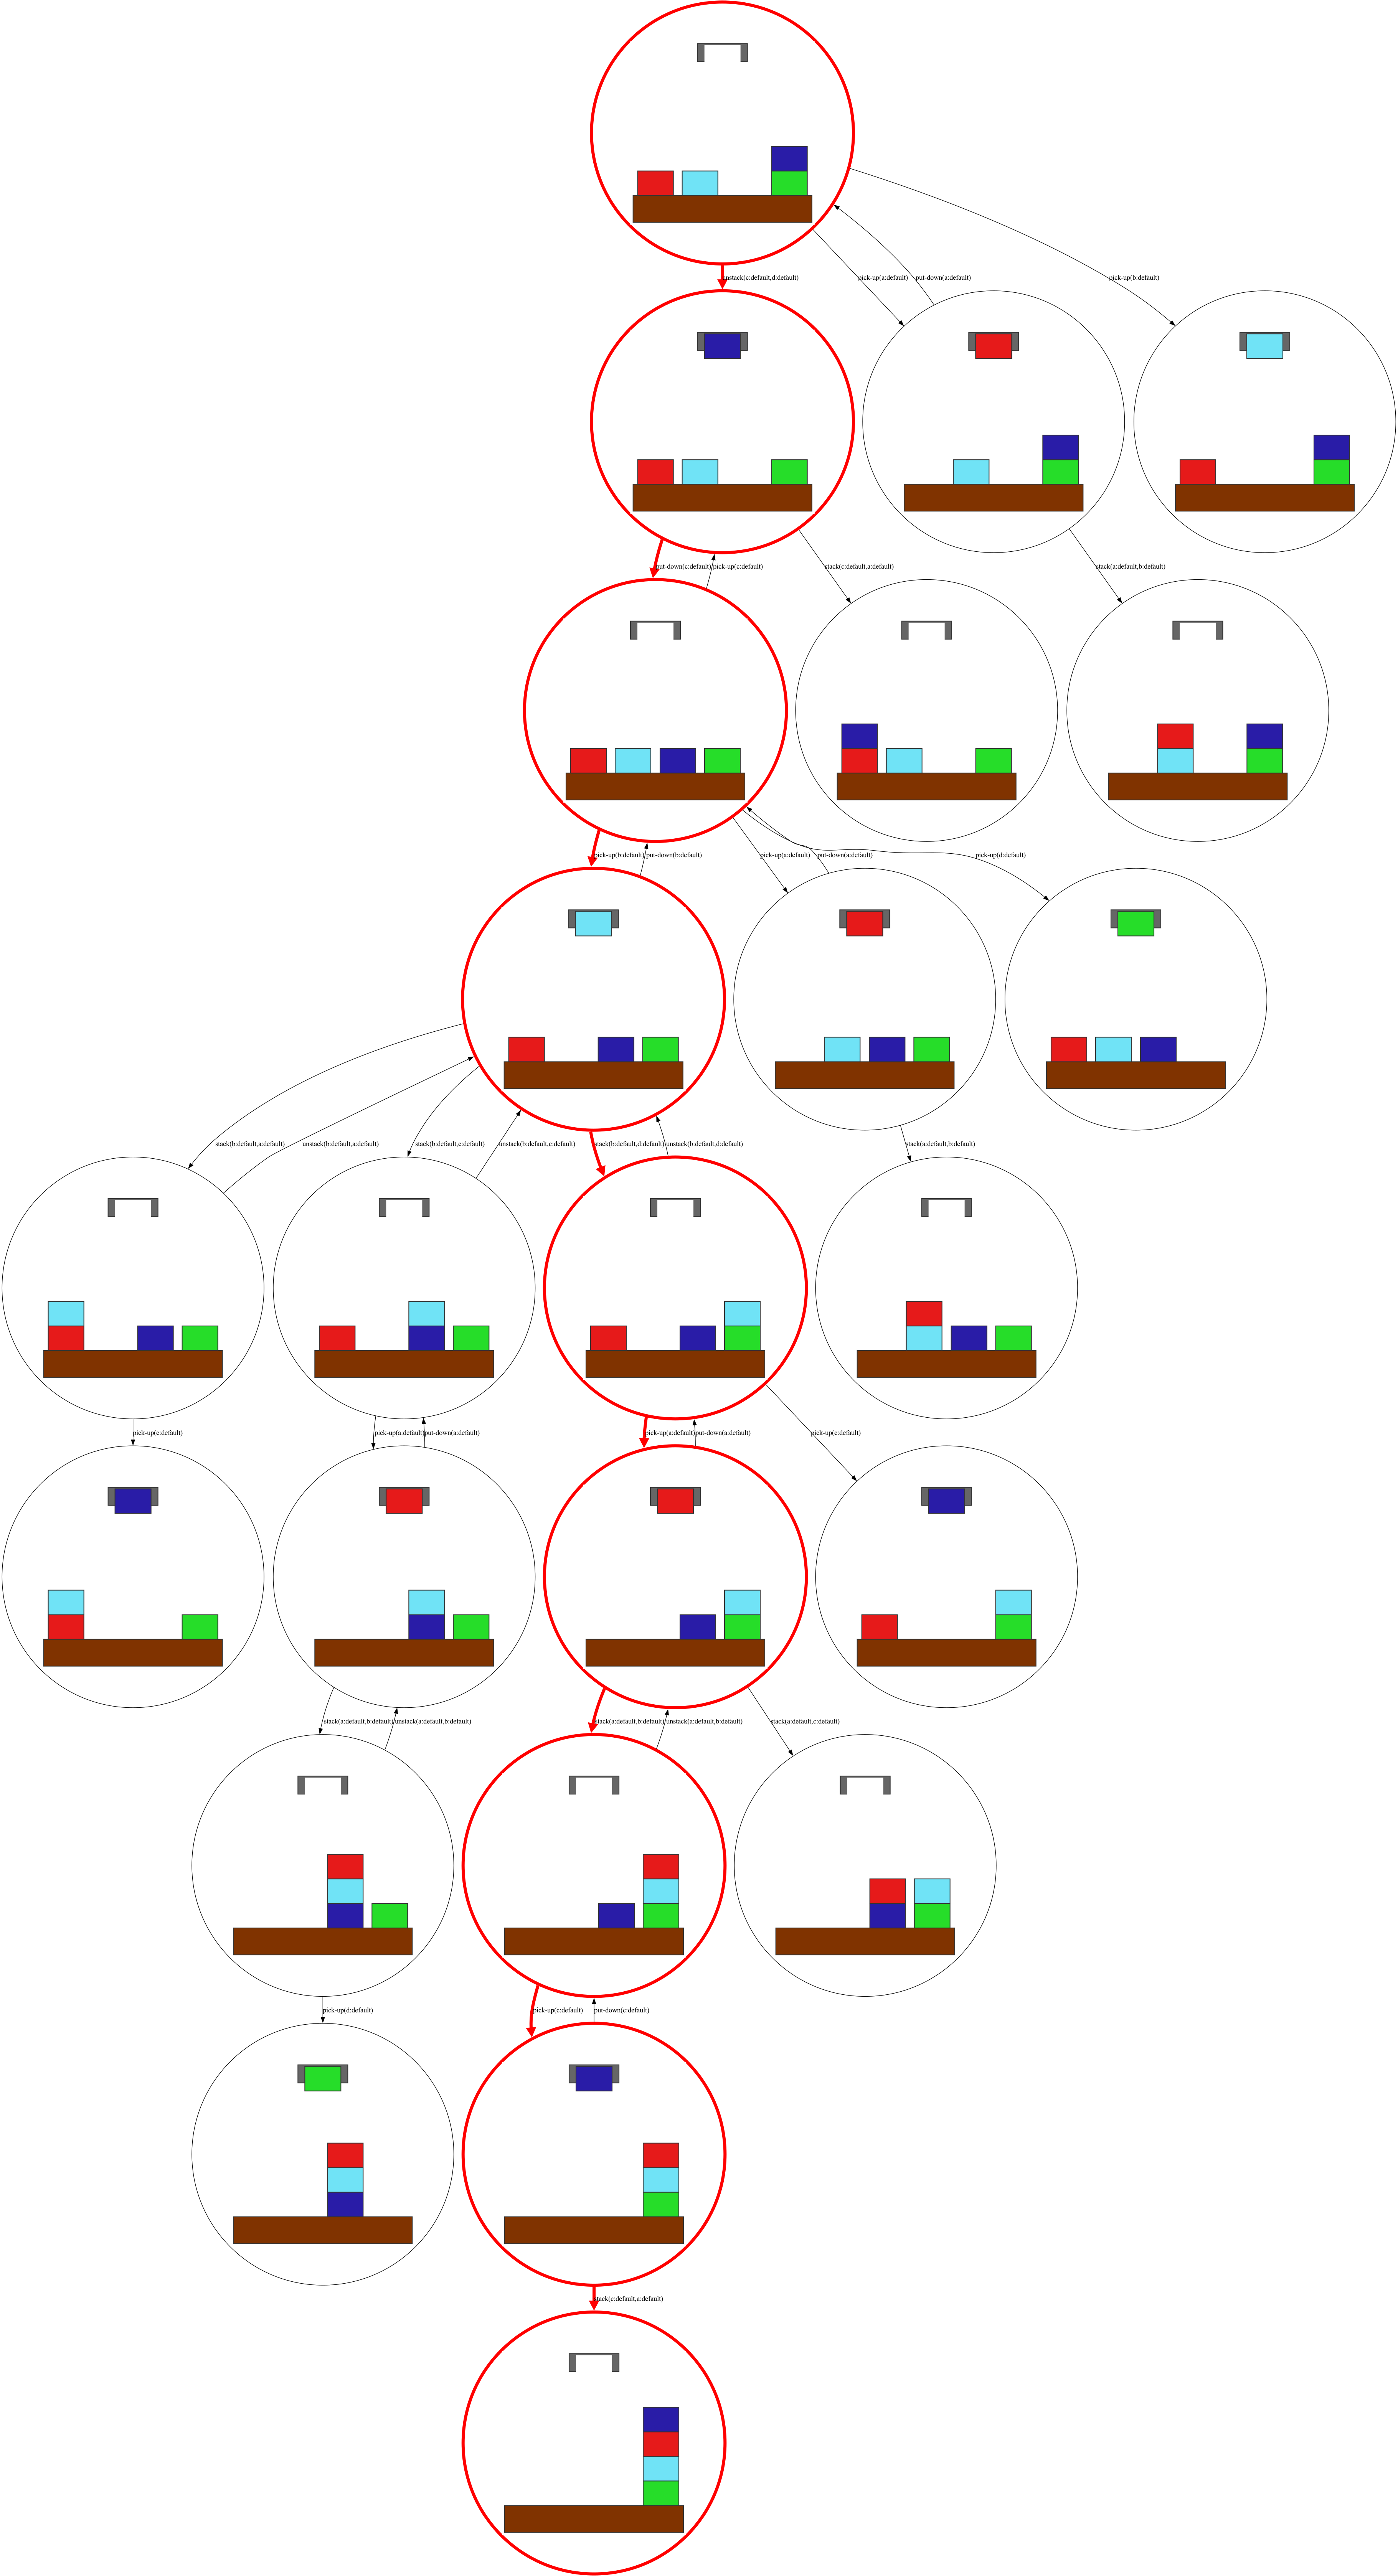 unstack(c:default,d:default)
pick-up(a:default)
put-down(a:default)
pick-up(b:default)
put-down(c:default)
pick-up(c:default)
stack(c:default,a:default)
stack(a:default,b:default)
pick-up(b:default)
put-down(b:default)
pick-up(a:default)
put-down(a:default)
pick-up(d:default)
stack(b:default,a:default)
unstack(b:default,a:default)
stack(b:default,c:default)
unstack(b:default,c:default)
stack(b:default,d:default)
unstack(b:default,d:default)
stack(a:default,b:default)
pick-up(c:default)
pick-up(a:default)
put-down(a:default)
pick-up(a:default)
put-down(a:default)
pick-up(c:default)
stack(a:default,b:default)
unstack(a:default,b:default)
stack(a:default,b:default)
unstack(a:default,b:default)
stack(a:default,c:default)
pick-up(d:default)
pick-up(c:default)
put-down(c:default)
stack(c:default,a:default)